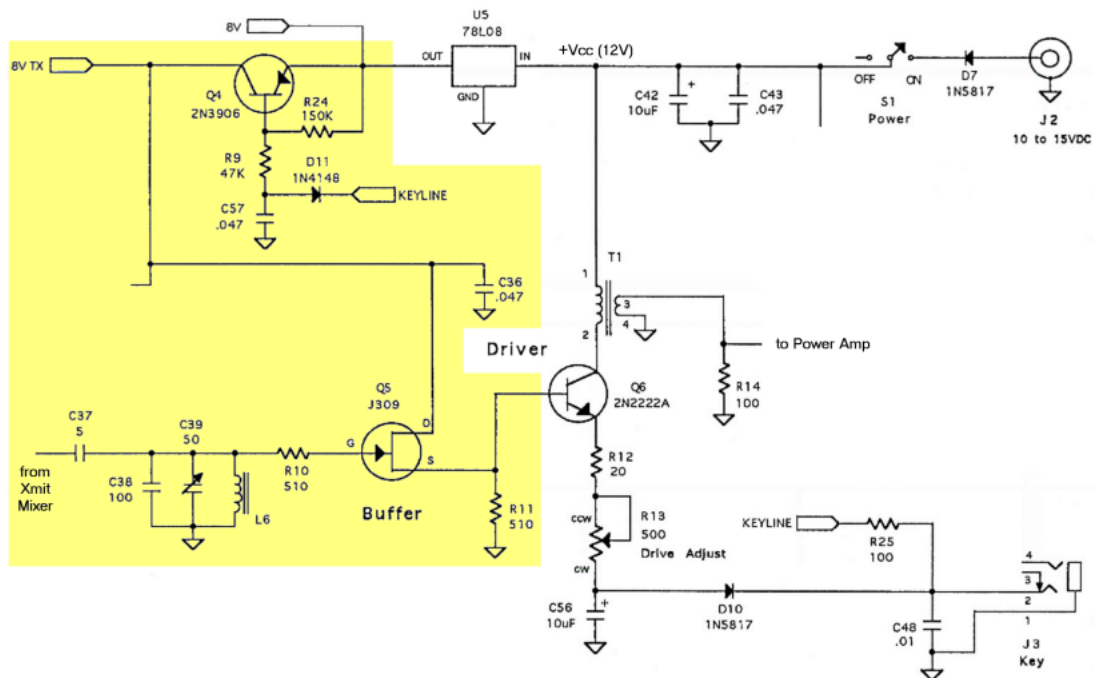 U5
78L08
8V
+Vcc (12V)
8V TX
OUT
IN
GND
OFF
ON
D7
1N5817
S1
Power
J2
10 to 15VDC
Q4
2N3906
R24
150K
C42
10uF
+
C43
.047
R9
47K
D11
1N4148
KEYLINE
C57
.047
C36
.047
T1
1
2
3
4
to Power Amp
Driver
Q6
2N2222A
R14
100
Q5
J309
D
G
S
C37
5
C39
50
from
Xmit
Mixer
C38
100
L6
R10
510
Buffer
R11
510
R12
20
CCW
R13
500
Drive Adjust
CW
KEYLINE
R25
100
C56
10uF
+
D10
1N5817
C48
.01
4
3
2
1
J3
Key